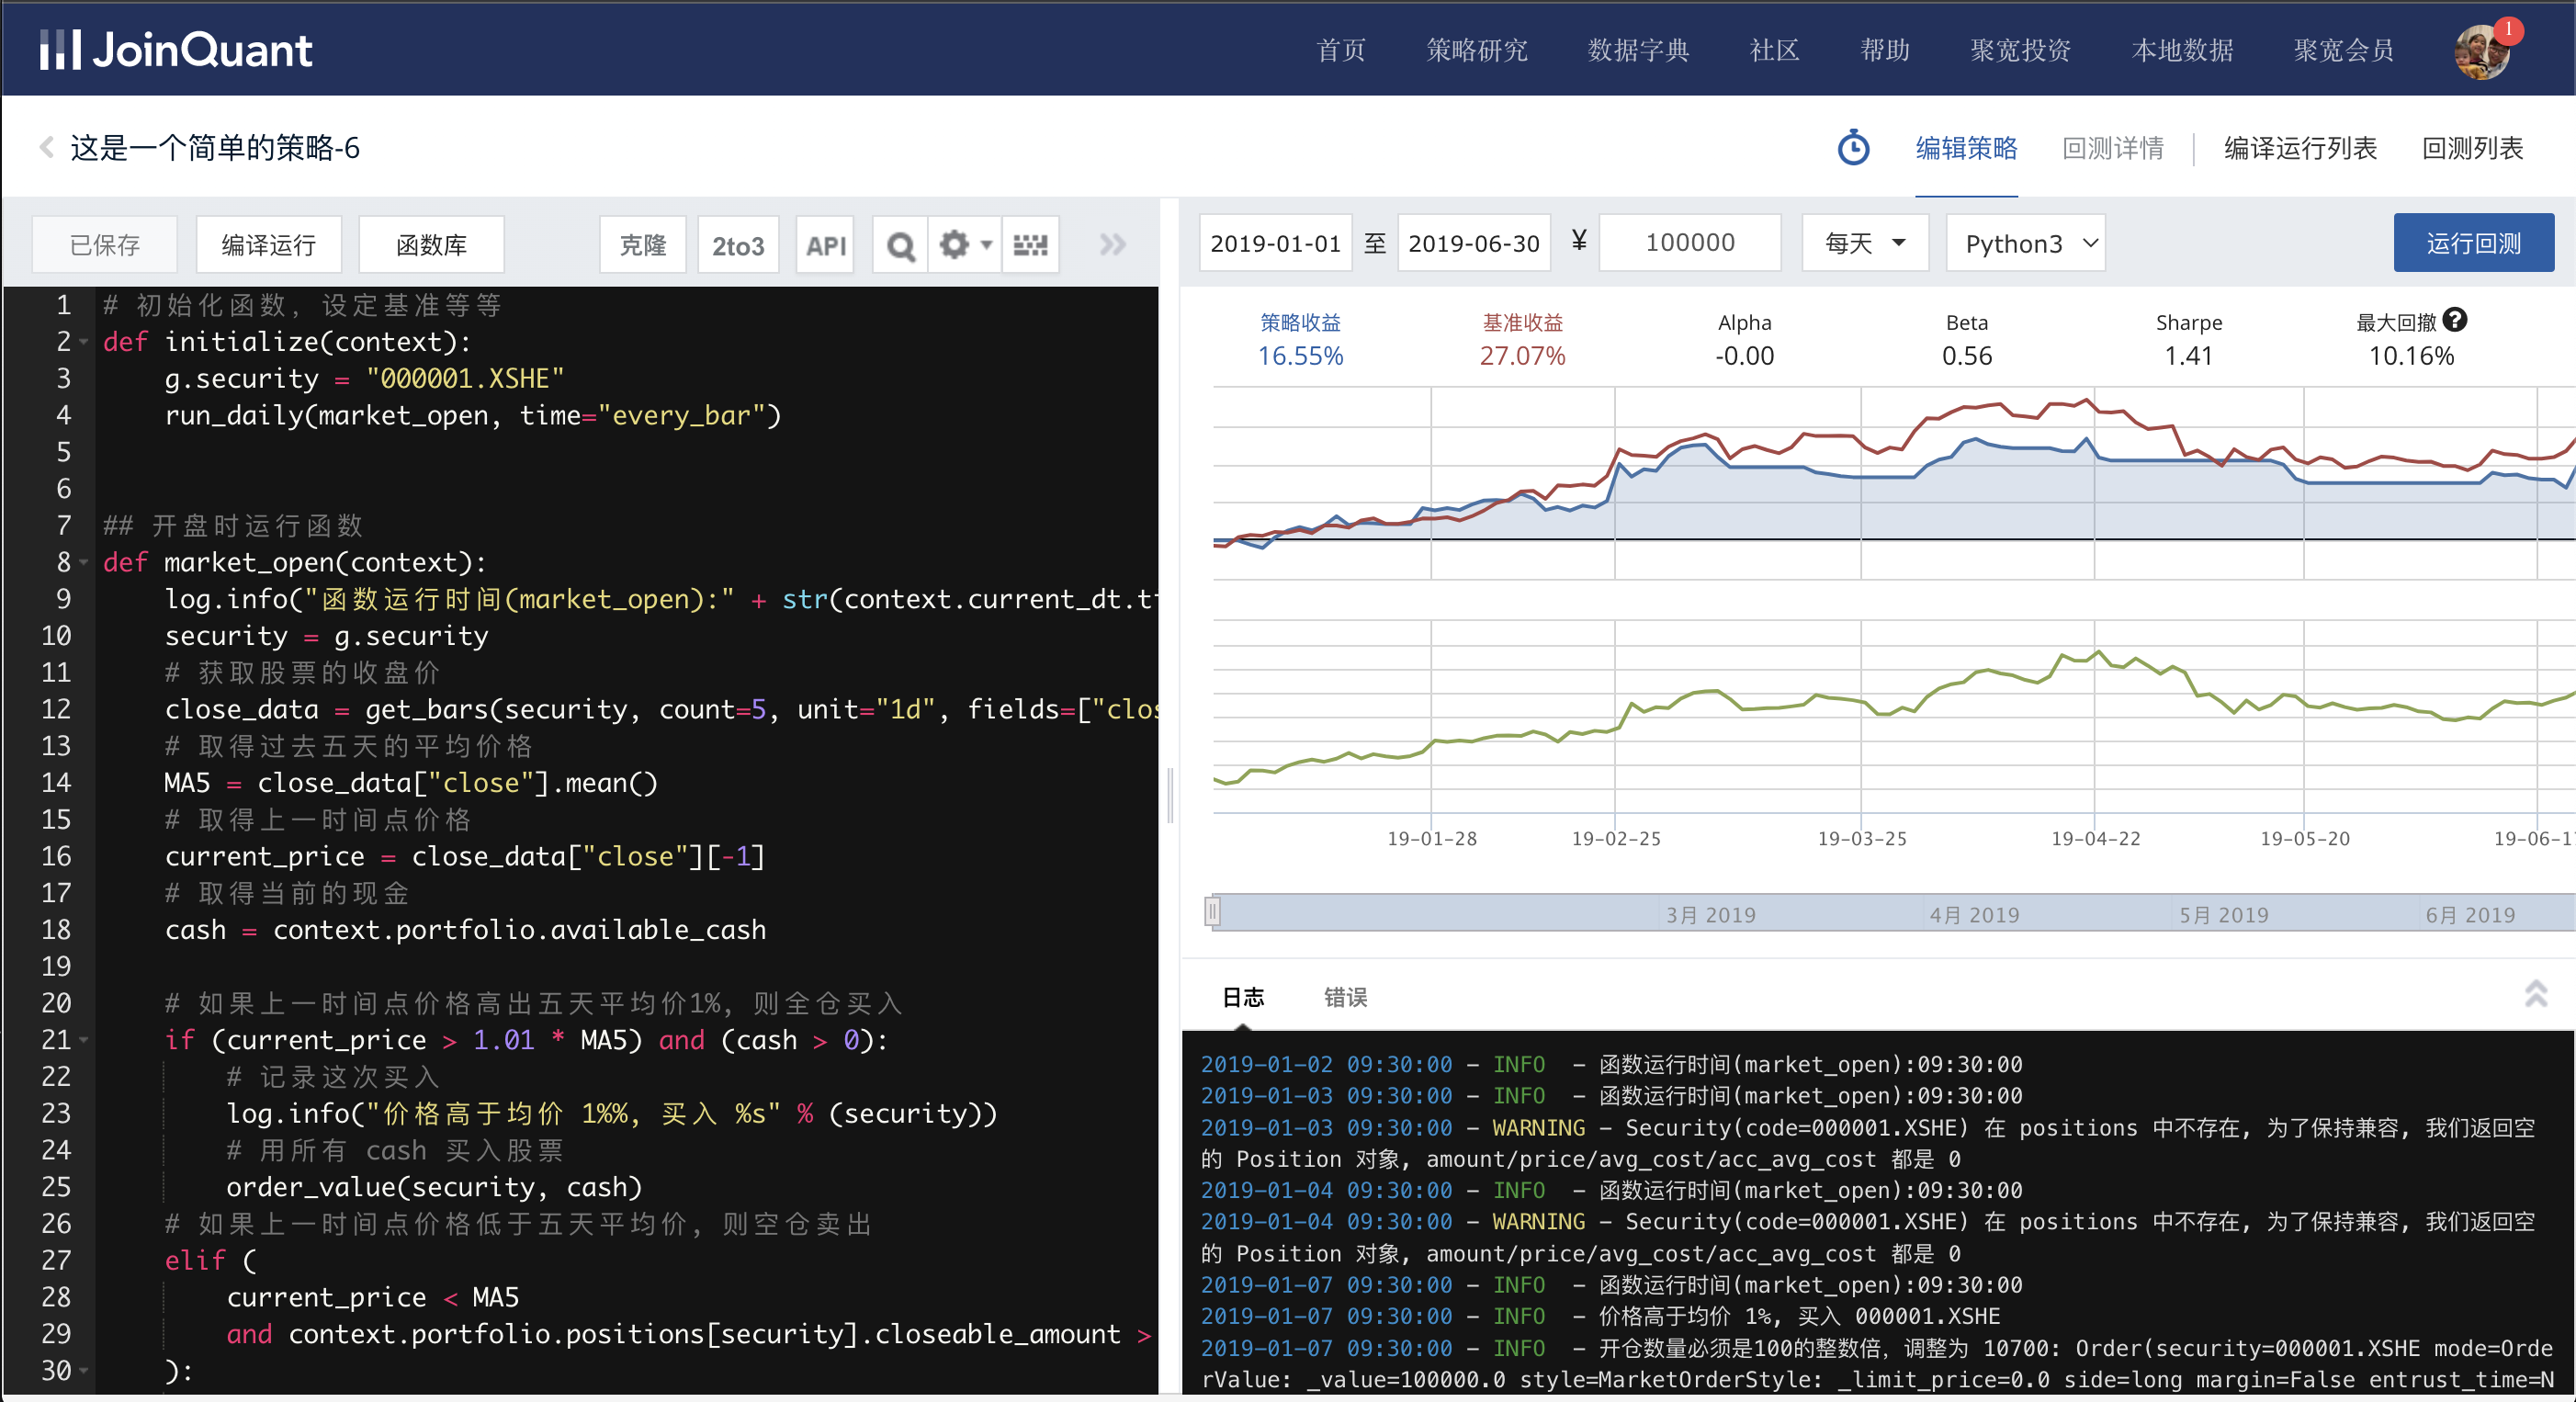 JoinQuant
首页 策略研究 数据字典 社区 帮助 聚宽投资 本地数据 聚宽会员 1
这是一个简单的策略-6
编辑策略 回测详情 编译运行列表 回测列表
已保存 编译运行 函数库 克隆 2to3 API
2019-01-01 至 2019-06-30 ¥ 100000 每天 Python3 运行回测
1 # 初始化函数, 设定基准等等
2 def initialize(context):
3 g.security = "000001.XSHE"
4 run_daily(market_open, time="every_bar")
5
6
7 ## 开盘时运行函数
8 def market_open(context):
9 log.info("函数运行时间(market_open):" + str(context.current_dt.t
10 security = g.security
11 # 获取股票的收盘价
12 close_data = get_bars(security, count=5, unit="1d", fields=["clos
13 # 取得过去五天的平均价格
14 MA5 = close_data["close"].mean()
15 # 取得上一时间点价格
16 current_price = close_data["close"][-1]
17 # 取得当前的现金
18 cash = context.portfolio.available_cash
19
20 # 如果上一时间点价格高出五天平均价1%, 则全仓买入
21 if (current_price > 1.01 * MA5) and (cash > 0):
22 # 记录这次买入
23 log.info("价格高于均价 1%%, 买入 %s" % (security))
24 # 用所有 cash 买入股票
25 order_value(security, cash)
26 # 如果上一时间点价格低于五天平均价, 则空仓卖出
27 elif (
28 current_price < MA5
29 and context.portfolio.positions[security].closeable_amount >
30 ):
策略收益 基准收益 Alpha Beta Sharpe 最大回撤 ?
16.55% 27.07% -0.00 0.56 1.41 10.16%
19-01-28 19-02-25 19-03-25 19-04-22 19-05-20 19-06-1
3月 2019 4月 2019 5月 2019 6月 2019
日志 错误
2019-01-02 09:30:00 - INFO - 函数运行时间(market_open):09:30:00
2019-01-03 09:30:00 - INFO - 函数运行时间(market_open):09:30:00
2019-01-03 09:30:00 - WARNING - Security(code=000001.XSHE) 在 positions 中不存在, 为了保持兼容, 我们返回空
的 Position 对象, amount/price/avg_cost/acc_avg_cost 都是 0
2019-01-04 09:30:00 - INFO - 函数运行时间(market_open):09:30:00
2019-01-04 09:30:00 - WARNING - Security(code=000001.XSHE) 在 positions 中不存在, 为了保持兼容, 我们返回空
的 Position 对象, amount/price/avg_cost/acc_avg_cost 都是 0
2019-01-07 09:30:00 - INFO - 函数运行时间(market_open):09:30:00
2019-01-07 09:30:00 - INFO - 价格高于均价 1%, 买入 000001.XSHE
2019-01-07 09:30:00 - INFO - 开仓数量必须是100的整数倍, 调整为 10700: Order(security=000001.XSHE mode=Orde
rValue: _value=100000.0 style=MarketOrderStyle: _limit_price=0.0 side=long margin=False entrust_time=N